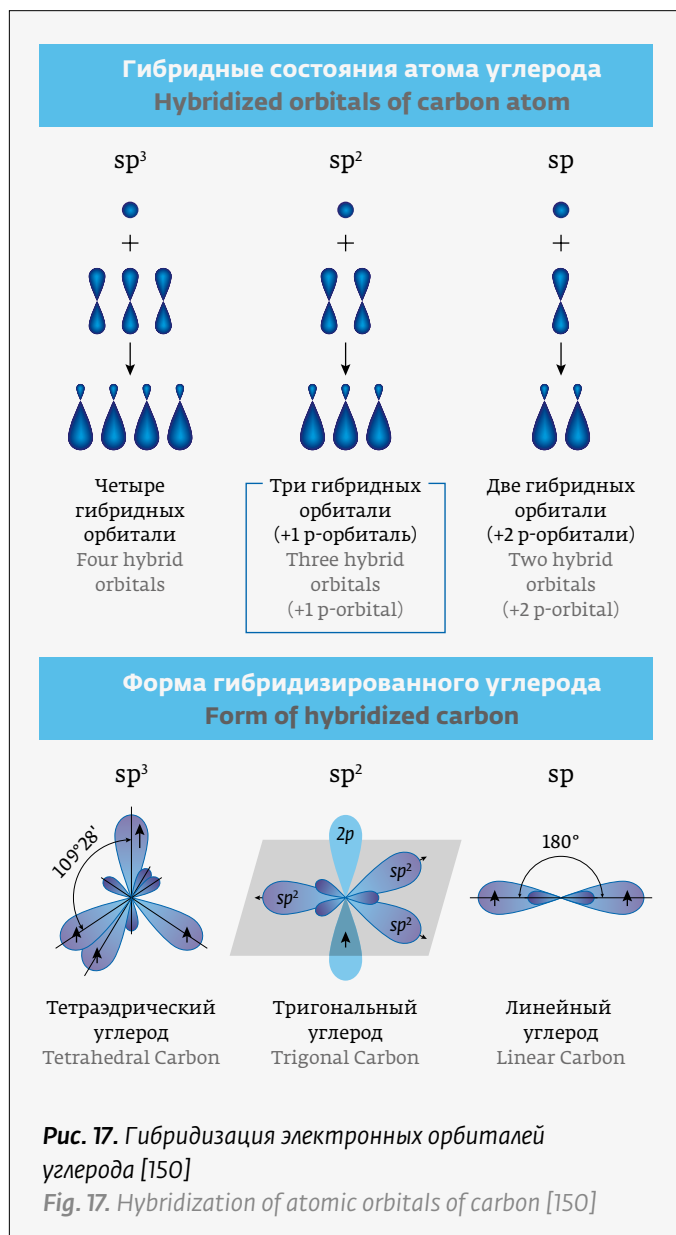 Гибридные состояния атома углерода
Hybridized orbitals of carbon atom
sp³
sp²
sp
+
+
+
Четыре
гибридных
орбитали
Four hybrid
orbitals
Три гибридных
орбитали
(+1 p-орбиталь)
Three hybrid
orbitals
(+1 p-orbital)
Две гибридных
орбитали
(+2 p-орбитали)
Two hybrid
orbitals
(+2 p-orbital)
Форма гибридизированного углерода
Form of hybridized carbon
sp³
sp²
sp
109°28'
2p
sp²
sp²
sp²
180°
Тетраэдрический
углерод
Tetrahedral Carbon
Тригональный
углерод
Trigonal Carbon
Линейный
углерод
Linear Carbon
Рис. 17. Гибридизация электронных орбиталей
углерода [150]
Fig. 17. Hybridization of atomic orbitals of carbon [150]